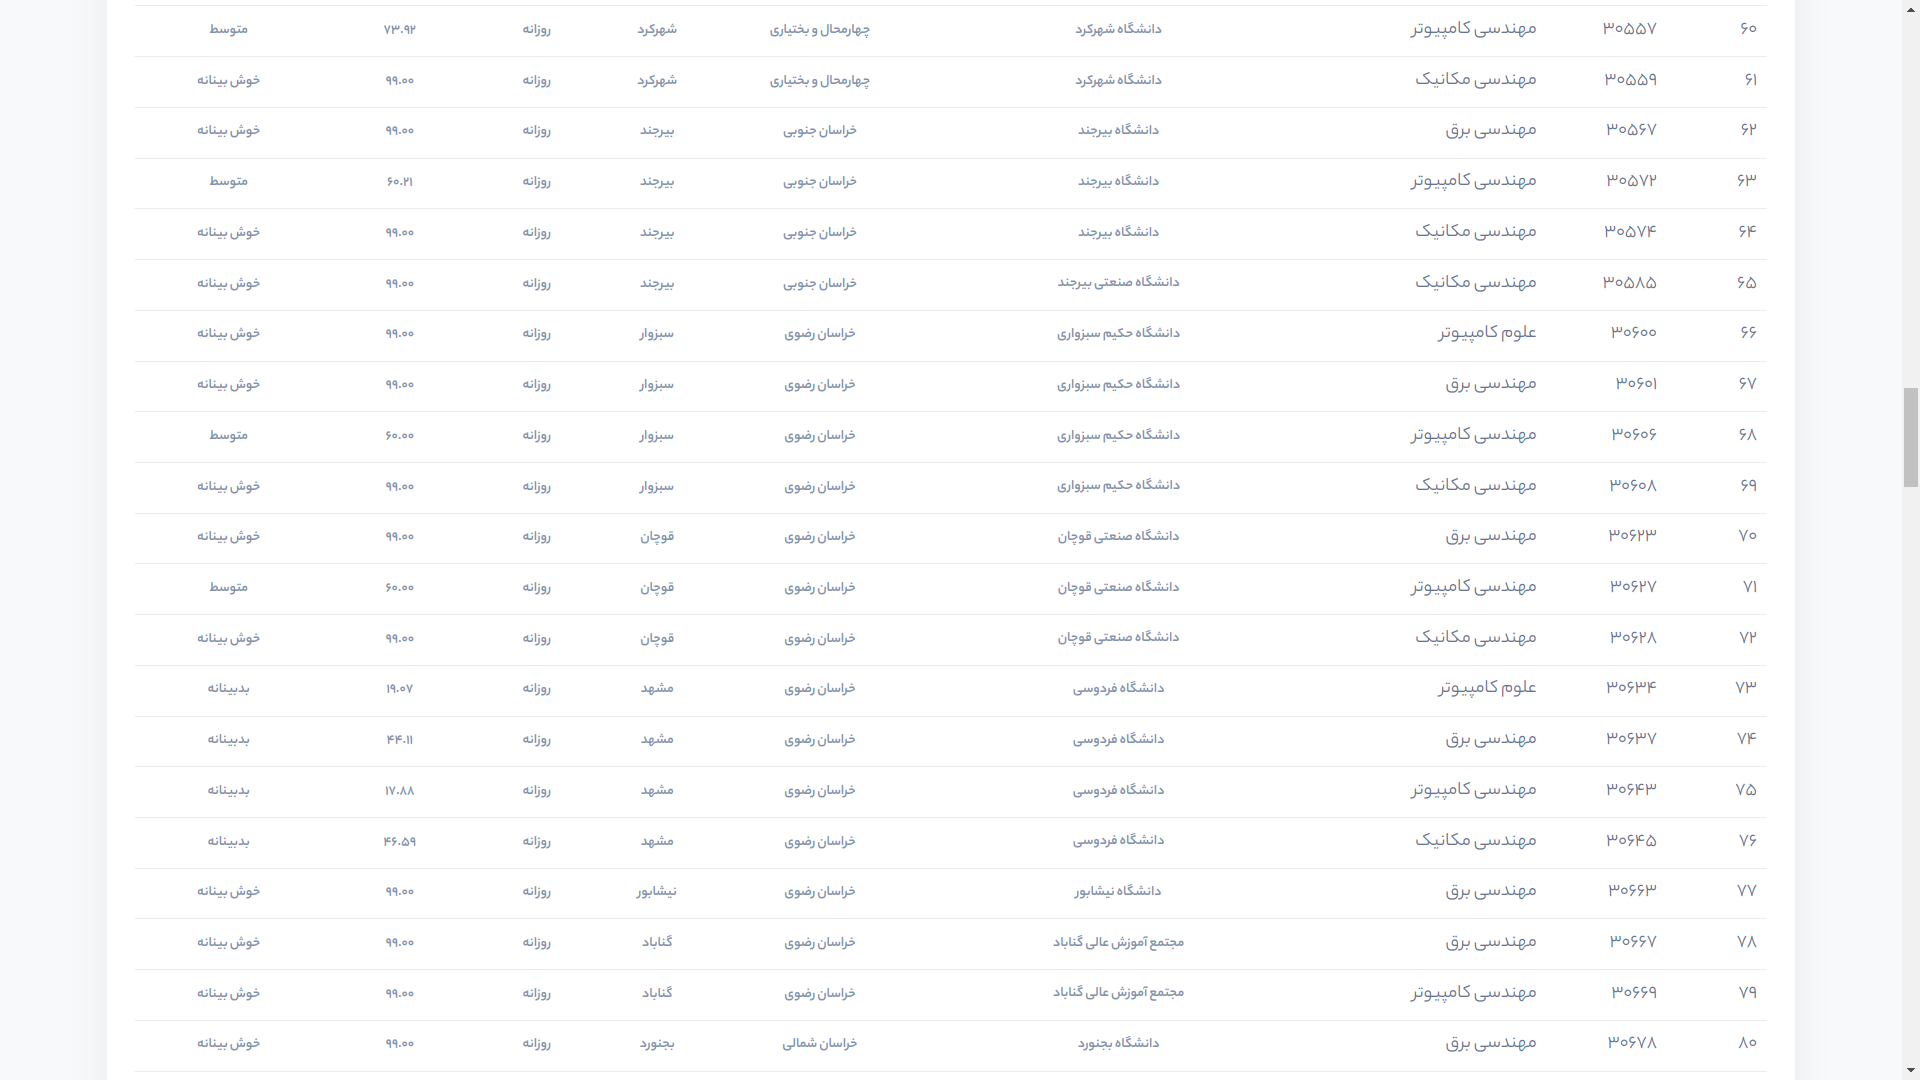 ۶۰ ۳۰۵۵۷ مهندسی کامپیوتر دانشگاه شهرکرد چهارمحال و بختیاری شهرکرد روزانه ۷۳.۹۲ متوسط
۶۱ ۳۰۵۵۹ مهندسی مکانیک دانشگاه شهرکرد چهارمحال و بختیاری شهرکرد روزانه ۹۹.۰۰ خوش بینانه
۶۲ ۳۰۵۶۷ مهندسی برق دانشگاه بیرجند خراسان جنوبی بیرجند روزانه ۹۹.۰۰ خوش بینانه
۶۳ ۳۰۵۷۲ مهندسی کامپیوتر دانشگاه بیرجند خراسان جنوبی بیرجند روزانه ۶۰.۲۱ متوسط
۶۴ ۳۰۵۷۴ مهندسی مکانیک دانشگاه بیرجند خراسان جنوبی بیرجند روزانه ۹۹.۰۰ خوش بینانه
۶۵ ۳۰۵۸۵ مهندسی مکانیک دانشگاه صنعتی بیرجند خراسان جنوبی بیرجند روزانه ۹۹.۰۰ خوش بینانه
۶۶ ۳۰۶۰۰ علوم کامپیوتر دانشگاه حکیم سبزواری خراسان رضوی سبزوار روزانه ۹۹.۰۰ خوش بینانه
۶۷ ۳۰۶۰۱ مهندسی برق دانشگاه حکیم سبزواری خراسان رضوی سبزوار روزانه ۹۹.۰۰ خوش بینانه
۶۸ ۳۰۶۰۶ مهندسی کامپیوتر دانشگاه حکیم سبزواری خراسان رضوی سبزوار روزانه ۶۰.۰۰ متوسط
۶۹ ۳۰۶۰۸ مهندسی مکانیک دانشگاه حکیم سبزواری خراسان رضوی سبزوار روزانه ۹۹.۰۰ خوش بینانه
۷۰ ۳۰۶۲۳ مهندسی برق دانشگاه صنعتی قوچان خراسان رضوی قوچان روزانه ۹۹.۰۰ خوش بینانه
۷۱ ۳۰۶۲۷ مهندسی کامپیوتر دانشگاه صنعتی قوچان خراسان رضوی قوچان روزانه ۶۰.۰۰ متوسط
۷۲ ۳۰۶۲۸ مهندسی مکانیک دانشگاه صنعتی قوچان خراسان رضوی قوچان روزانه ۹۹.۰۰ خوش بینانه
۷۳ ۳۰۶۳۴ علوم کامپیوتر دانشگاه فردوسی خراسان رضوی مشهد روزانه ۱۹.۰۷ بدبینانه
۷۴ ۳۰۶۳۷ مهندسی برق دانشگاه فردوسی خراسان رضوی مشهد روزانه ۴۴.۱۱ بدبینانه
۷۵ ۳۰۶۴۳ مهندسی کامپیوتر دانشگاه فردوسی خراسان رضوی مشهد روزانه ۱۷.۸۸ بدبینانه
۷۶ ۳۰۶۴۵ مهندسی مکانیک دانشگاه فردوسی خراسان رضوی مشهد روزانه ۴۶.۵۹ بدبینانه
۷۷ ۳۰۶۶۳ مهندسی برق دانشگاه نیشابور خراسان رضوی نیشابور روزانه ۹۹.۰۰ خوش بینانه
۷۸ ۳۰۶۶۷ مهندسی برق مجتمع آموزش عالی گناباد خراسان رضوی گناباد روزانه ۹۹.۰۰ خوش بینانه
۷۹ ۳۰۶۶۹ مهندسی کامپیوتر مجتمع آموزش عالی گناباد خراسان رضوی گناباد روزانه ۹۹.۰۰ خوش بینانه
۸۰ ۳۰۶۷۸ مهندسی برق دانشگاه بجنورد خراسان شمالی بجنورد روزانه ۹۹.۰۰ خوش بینانه